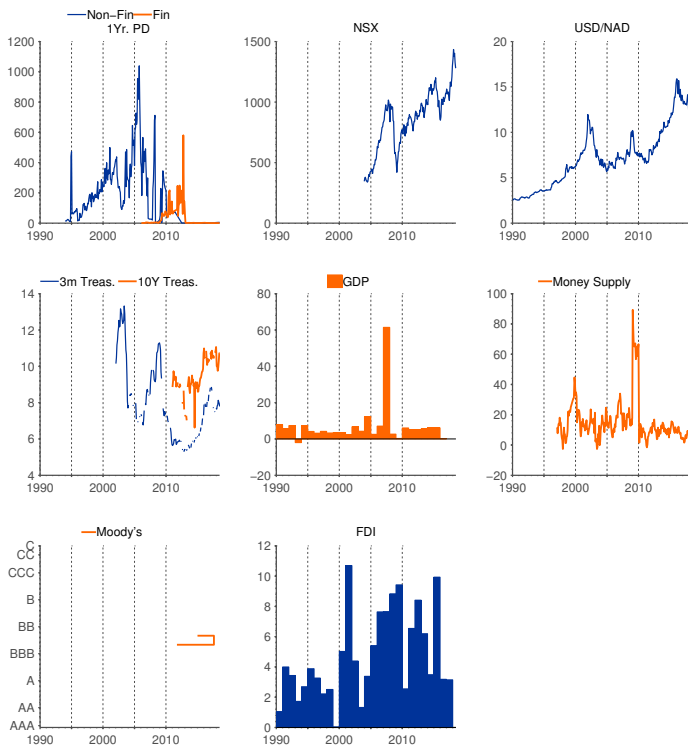 Non−Fin Fin
1Yr. PD
1200
1000
800
600
400
200
0
1990 2000 2010
NSX
1500
1000
500
0
1990 2000 2010
USD/NAD
20
15
10
5
0
1990 2000 2010
3m Treas. 10Y Treas.
14
12
10
8
6
4
1990 2000 2010
GDP
80
60
40
20
0
−20
1990 2000 2010
Money Supply
100
80
60
40
20
0
−20
1990 2000 2010
Moody's
C
CC
CCC
B
BB
BBB
A
AA
AAA
1990 2000 2010
FDI
12
10
8
6
4
2
0
1990 2000 2010